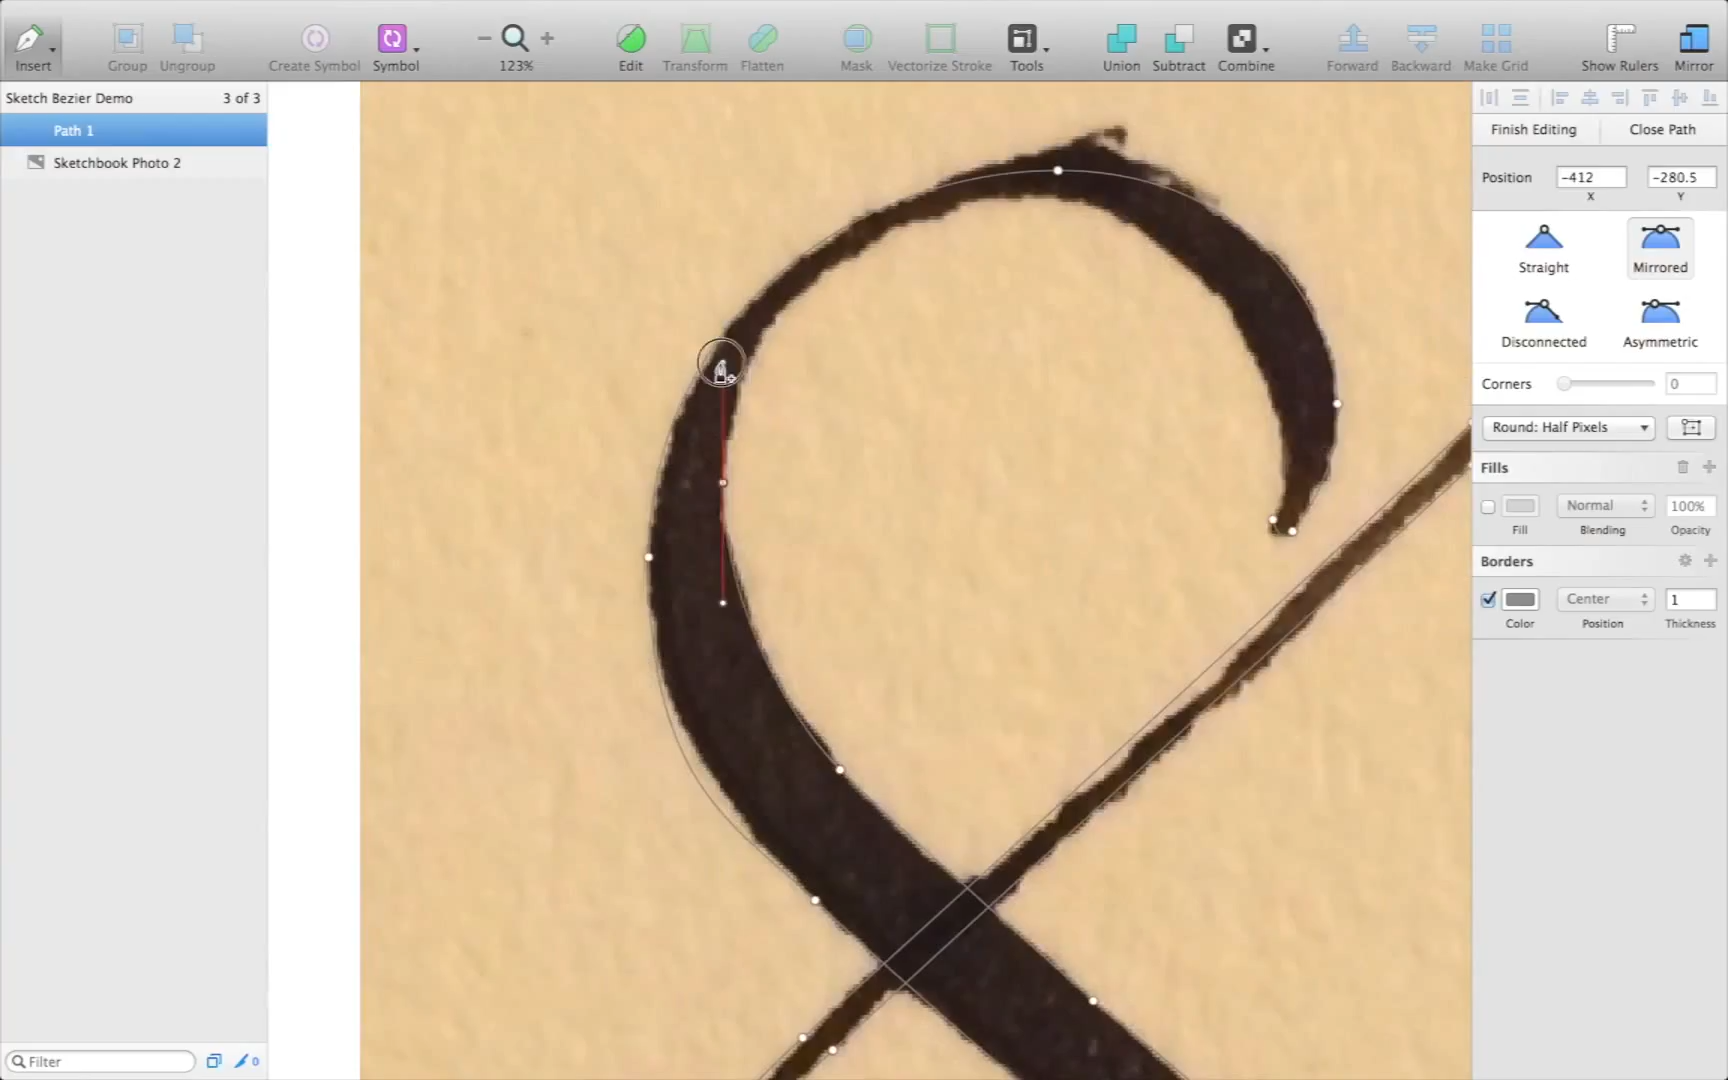 Insert Group Ungroup Create Symbol Symbol 123% Edit Transform Flatten Mask Vectorize Stroke Tools Union Subtract Combine Forward Backward Make Grid Show Rulers Mirror
Sketch Bezier Demo 3 of 3
Path 1
Sketchbook Photo 2
Filter 0
Finish Editing Close Path
Position -412 -280.5
X Y
Straight Mirrored
Disconnected Asymmetric
Corners 0
Round: Half Pixels
Fills
Normal 100%
Fill Blending Opacity
Borders
Center 1
Color Position Thickness